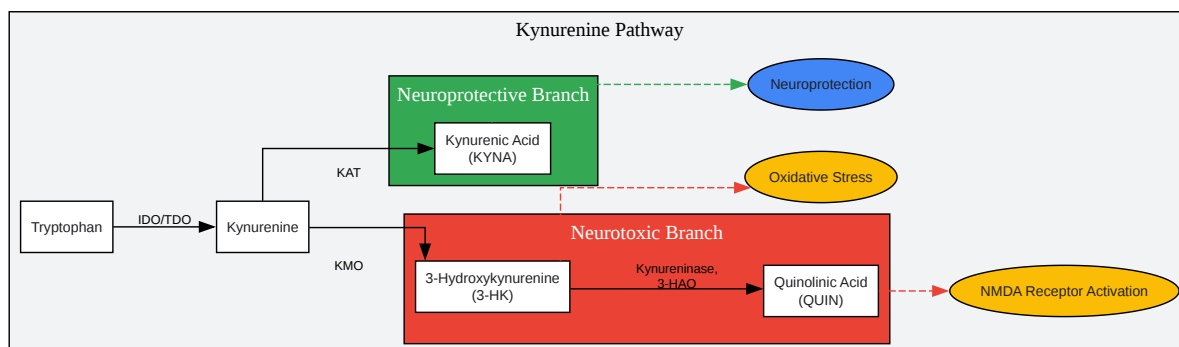 Kynurenine Pathway
Neuroprotective Branch
Neuroprotection
Kynurenic Acid
(KYNA)
KAT
Oxidative Stress
Tryptophan
IDO/TDO
Kynurenine
KMO
Neurotoxic Branch
3-Hydroxykynurenine
(3-HK)
Kynureninase,
3-HAO
Quinolinic Acid
(QUIN)
NMDA Receptor Activation